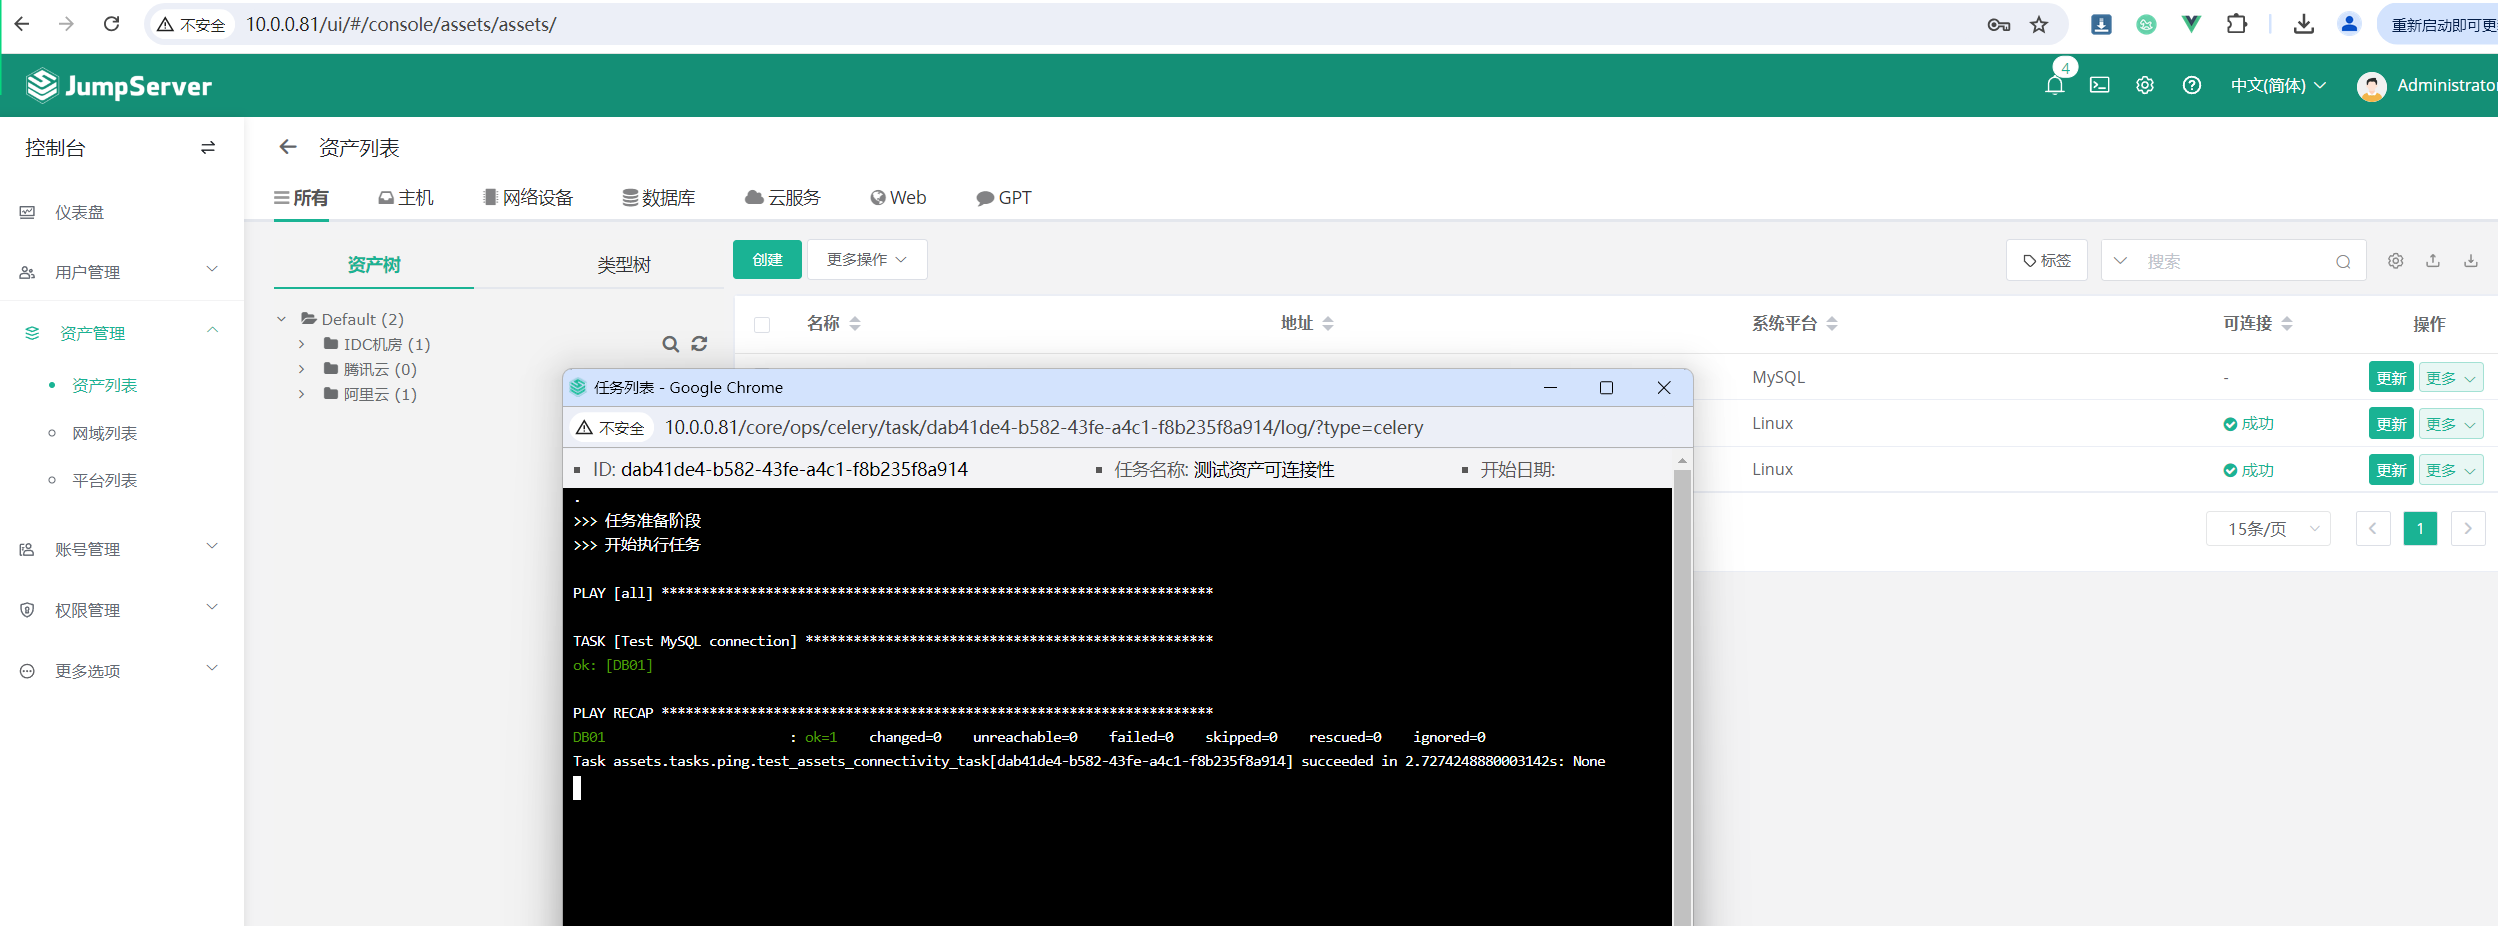 不安全 10.0.0.81/ui/#/console/assets/assets/ 重新启动即可更
JumpServer 4 中文(简体) Administrato
控制台
仪表盘
用户管理
资产管理
资产列表
网域列表
平台列表
账号管理
权限管理
更多选项
资产列表
所有 主机 网络设备 数据库 云服务 Web GPT
资产树 类型树
Default (2)
IDC机房 (1)
腾讯云 (0)
阿里云 (1)
创建 更多操作 标签 搜索
名称 地址 系统平台 可连接 操作
MySQL - 更新 更多
Linux 成功 更新 更多
Linux 成功 更新 更多
15条/页 1
任务列表 - Google Chrome
不安全 10.0.0.81/core/ops/celery/task/dab41de4-b582-43fe-a4c1-f8b235f8a914/log/?type=celery
ID: dab41de4-b582-43fe-a4c1-f8b235f8a914 任务名称: 测试资产可连接性 开始日期:
.
>>> 任务准备阶段
>>> 开始执行任务
PLAY [all] *********************************************************************
TASK [Test MySQL connection] ***************************************************
ok: [DB01]
PLAY RECAP *********************************************************************
DB01 : ok=1 changed=0 unreachable=0 failed=0 skipped=0 rescued=0 ignored=0
Task assets.tasks.ping.test_assets_connectivity_task[dab41de4-b582-43fe-a4c1-f8b235f8a914] succeeded in 2.7274248880003142s: None